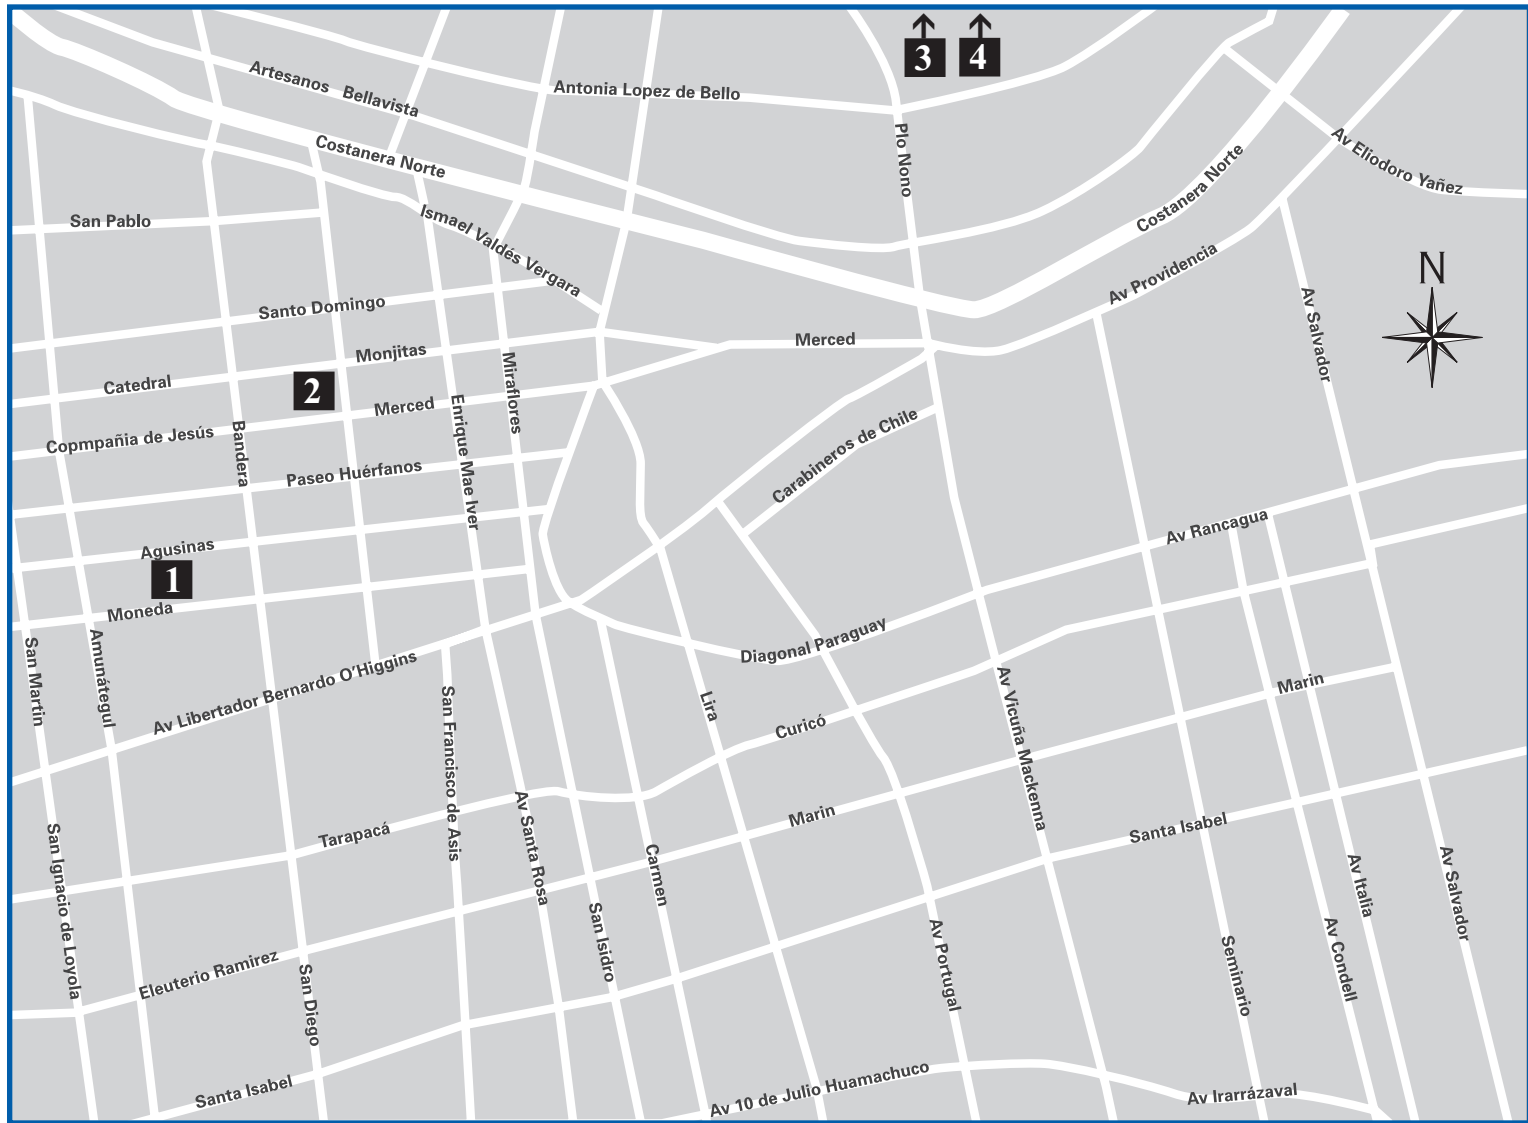 3
4
Artesanos Bellavista
Antonia Lopez de Bello
Costanera Norte
Plo Nono
Av Eliodoro Yañez
Costanera Norte
San Pablo
Ismael Valdés Vergara
Av Providencia
N
Santo Domingo
Av Salvador
Merced
Monjitas
Miraflores
Catedral
2
Merced
Enrique Mae Iver
Carabineros de Chile
Copmpañia de Jesús
Bandera
Paseo Huérfanos
Av Rancagua
Agusinas
1
Moneda
Diagonal Paraguay
San Martin
Amunátegul
Av Libertador Bernardo O'Higgins
San Francisco de Asis
Lira
Curicó
Av Vicuña Mackenna
Marin
Av Santa Rosa
Tarapacá
Marin
Santa Isabel
San Ignacio de Loyola
Carmen
Av Italia
Av Salvador
San Isidro
Av Portugal
Av Condell
Seminario
Eleuterio Ramirez
San Diego
Santa Isabel
Av 10 de Julio Huamachuco
Av Irarrázaval